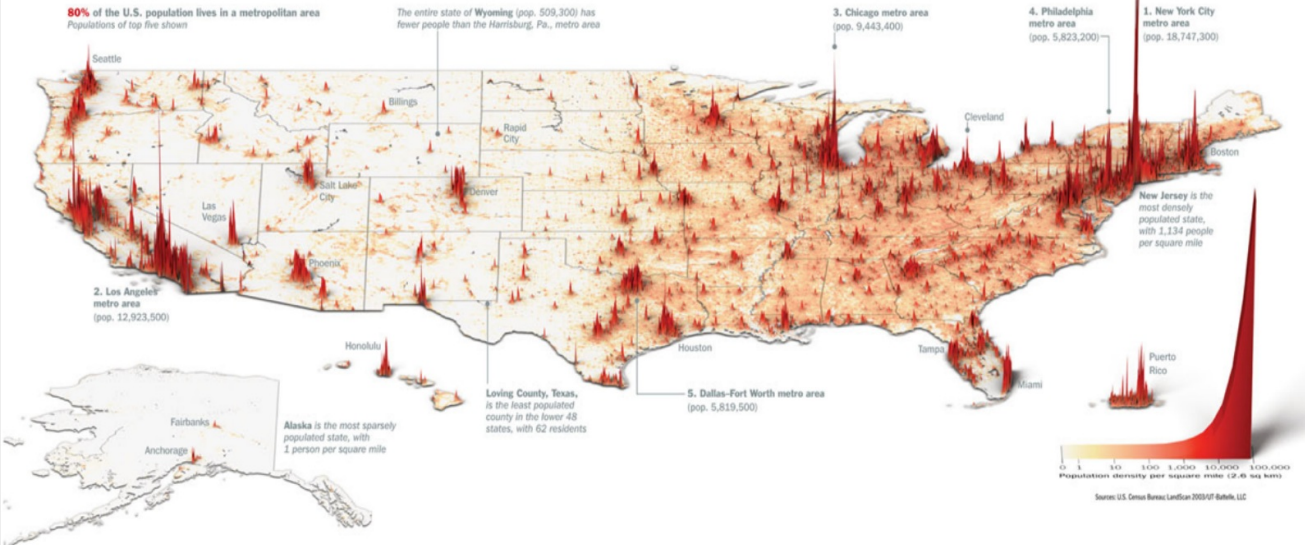 80% of the U.S. population lives in a metropolitan area
Populations of top five shown
The entire state of Wyoming (pop. 509,300) has
fewer people than the Harrisburg, Pa., metro area
3. Chicago metro area
(pop. 9,443,400)
4. Philadelphia
metro area
(pop. 5,823,200)
1. New York City
metro area
(pop. 18,747,300)
Seattle
Billings
Rapid
City
Cleveland
Boston
Salt Lake
City
Denver
Las
Vegas
New Jersey is the
most densely
populated state,
with 1,134 people
per square mile
Phoenix
2. Los Angeles
metro area
(pop. 12,923,500)
Honolulu
Houston
Tampa
Miami
Puerto
Rico
Loving County, Texas,
is the least populated
county in the lower 48
states, with 62 residents
5. Dallas–Fort Worth metro area
(pop. 5,819,500)
Fairbanks
Anchorage
Alaska is the most sparsely
populated state, with
1 person per square mile
0 1 10 100 1,000 10,000 100,000
Population density per square mile (2.6 sq km)
Sources: U.S. Census Bureau; LandScan 2003/UT-Battelle, LLC